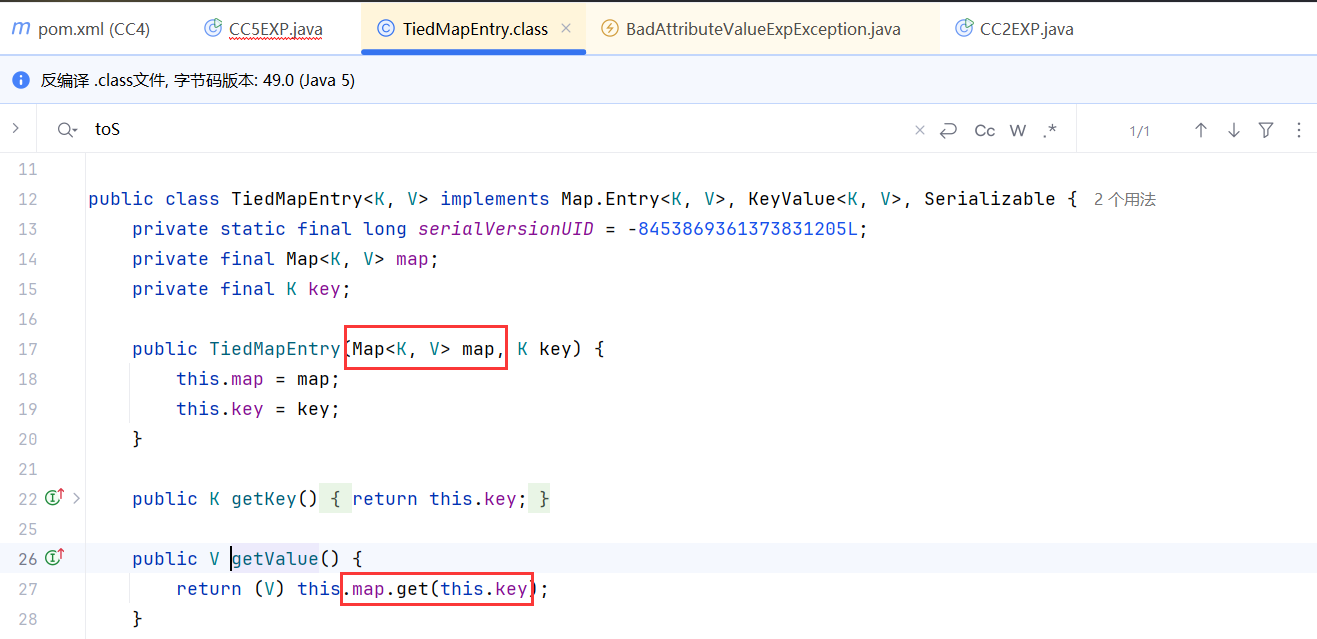 pom.xml (CC4) CC5EXP.java TiedMapEntry.class BadAttributeValueExpException.java CC2EXP.java
反编译 .class文件, 字节码版本: 49.0 (Java 5)
toS Cc W .* 1/1
11
12 public class TiedMapEntry<K, V> implements Map.Entry<K, V>, KeyValue<K, V>, Serializable { 2 个用法
13 private static final long serialVersionUID = -8453869361373831205L;
14 private final Map<K, V> map;
15 private final K key;
16
17 public TiedMapEntry(Map<K, V> map, K key) {
18 this.map = map;
19 this.key = key;
20 }
21
22 public K getKey() { return this.key; }
25
26 public V getValue() {
27 return (V) this.map.get(this.key);
28 }